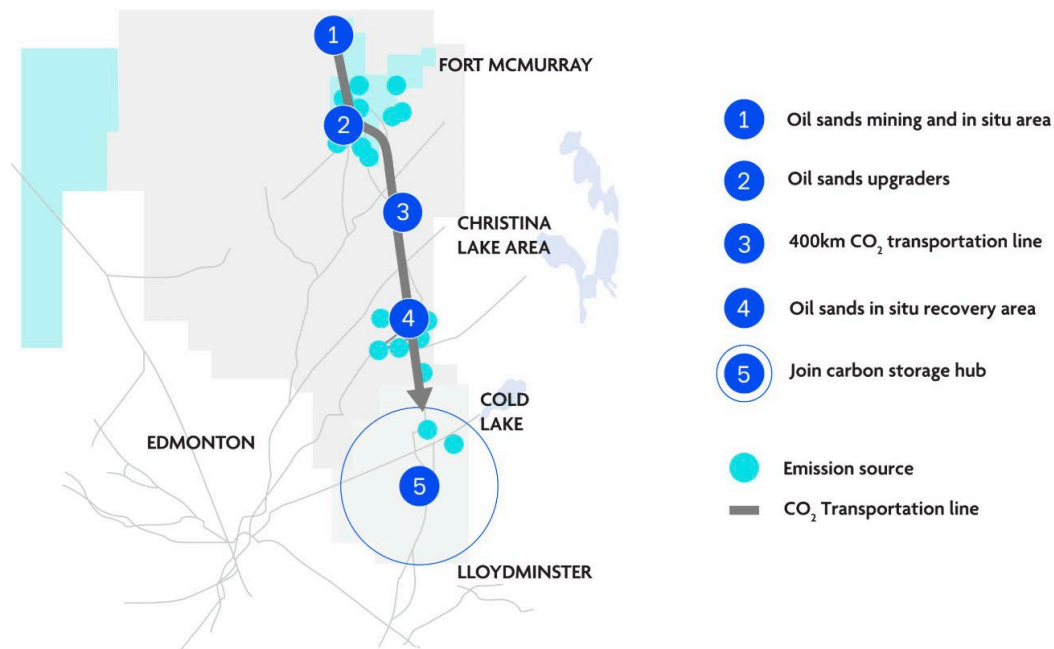 1
FORT MCMURRAY
2
3
CHRISTINA
LAKE AREA
4
COLD
LAKE
EDMONTON
5
LLOYDMINSTER
1 Oil sands mining and in situ area
2 Oil sands upgraders
3 400km CO₂ transportation line
4 Oil sands in situ recovery area
5 Join carbon storage hub
Emission source
CO₂ Transportation line